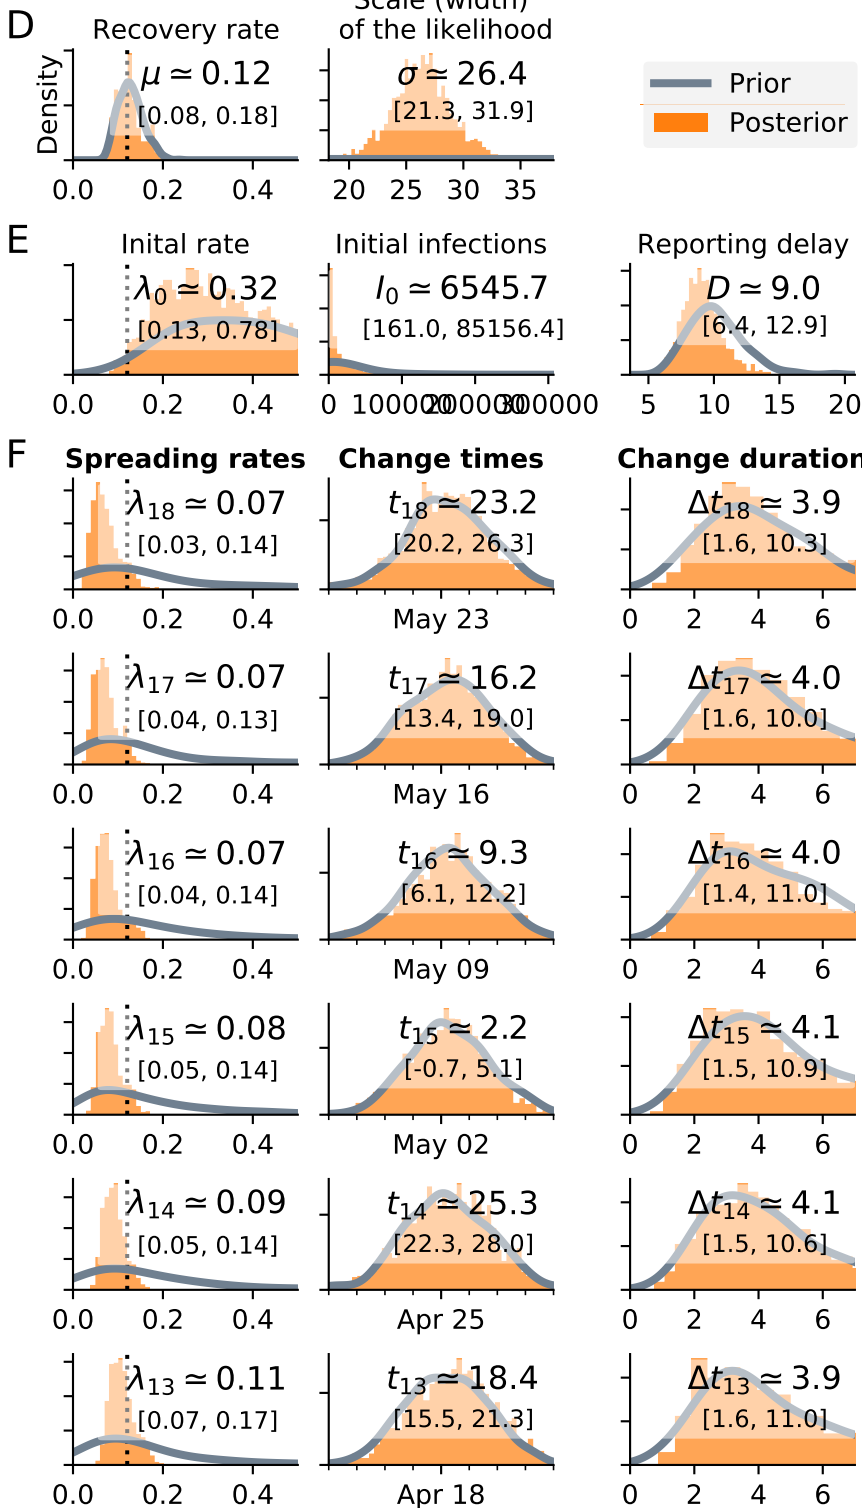 D
Scale (width)
Recovery rate
of the likelihood
Density
μ ≃ 0.12
[0.08, 0.18]
σ ≃ 26.4
[21.3, 31.9]
Prior
Posterior
0.0 0.2 0.4
20 25 30 35
E
Inital rate
Initial infections
Reporting delay
λ0 ≃ 0.32
[0.13, 0.78]
I0 ≃ 6545.7
[161.0, 85156.4]
D ≃ 9.0
[6.4, 12.9]
0.0 0.2 0.4
0 100000 200000 300000
5 10 15 20
F
Spreading rates
Change times
Change duration
λ18 ≃ 0.07
[0.03, 0.14]
t18 ≃ 23.2
[20.2, 26.3]
Δt18 ≃ 3.9
[1.6, 10.3]
0.0 0.2 0.4
May 23
0 2 4 6
λ17 ≃ 0.07
[0.04, 0.13]
t17 ≃ 16.2
[13.4, 19.0]
Δt17 ≃ 4.0
[1.6, 10.0]
0.0 0.2 0.4
May 16
0 2 4 6
λ16 ≃ 0.07
[0.04, 0.14]
t16 ≃ 9.3
[6.1, 12.2]
Δt16 ≃ 4.0
[1.4, 11.0]
0.0 0.2 0.4
May 09
0 2 4 6
λ15 ≃ 0.08
[0.05, 0.14]
t15 ≃ 2.2
[-0.7, 5.1]
Δt15 ≃ 4.1
[1.5, 10.9]
0.0 0.2 0.4
May 02
0 2 4 6
λ14 ≃ 0.09
[0.05, 0.14]
t14 ≃ 25.3
[22.3, 28.0]
Δt14 ≃ 4.1
[1.5, 10.6]
0.0 0.2 0.4
Apr 25
0 2 4 6
λ13 ≃ 0.11
[0.07, 0.17]
t13 ≃ 18.4
[15.5, 21.3]
Δt13 ≃ 3.9
[1.6, 11.0]
0.0 0.2 0.4
Apr 18
0 2 4 6